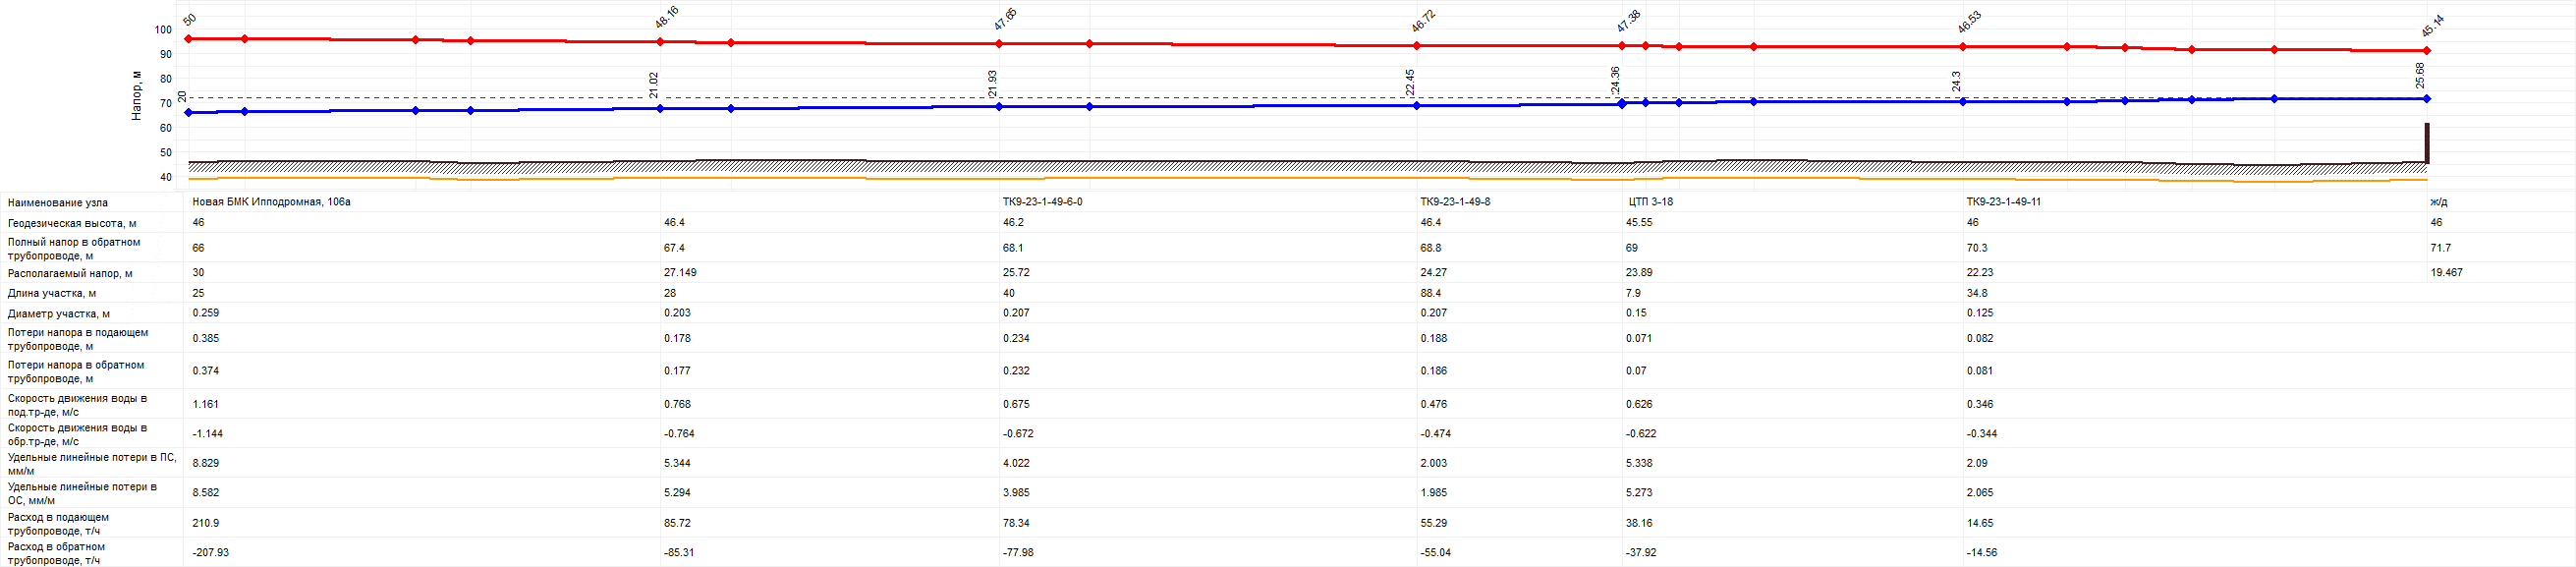 50 48.16 47.65 46.72 47.38 46.53 45.14
100
90
80
70
60
50
40
Напор, м
20 21.02 21.93 22.45 24.36 24.3 25.68
Наименование узла Новая БМК Ипподромная, 106а ТК9-23-1-49-6-0 ТК9-23-1-49-8 ЦТП 3-18 ТК9-23-1-49-11 ж/д
Геодезическая высота, м 46 46.4 46.2 46.4 45.55 46 46
Полный напор в обратном
трубопроводе, м 66 67.4 68.1 68.8 69 70.3 71.7
Располагаемый напор, м 30 27.149 25.72 24.27 23.89 22.23 19.467
Длина участка, м 25 28 40 88.4 7.9 34.8
Диаметр участка, м 0.259 0.203 0.207 0.207 0.15 0.125
Потери напора в подающем
трубопроводе, м 0.385 0.178 0.234 0.188 0.071 0.082
Потери напора в обратном
трубопроводе, м 0.374 0.177 0.232 0.186 0.07 0.081
Скорость движения воды в
под.тр-де, м/с 1.161 0.768 0.675 0.476 0.626 0.346
Скорость движения воды в
обр.тр-де, м/с -1.144 -0.764 -0.672 -0.474 -0.622 -0.344
Удельные линейные потери в ПС,
мм/м 8.829 5.344 4.022 2.003 5.338 2.09
Удельные линейные потери в
ОС, мм/м 8.582 5.294 3.985 1.985 5.273 2.065
Расход в подающем
трубопроводе, т/ч 210.9 85.72 78.34 55.29 38.16 14.65
Расход в обратном
трубопроводе, т/ч -207.93 -85.31 -77.98 -55.04 -37.92 -14.56